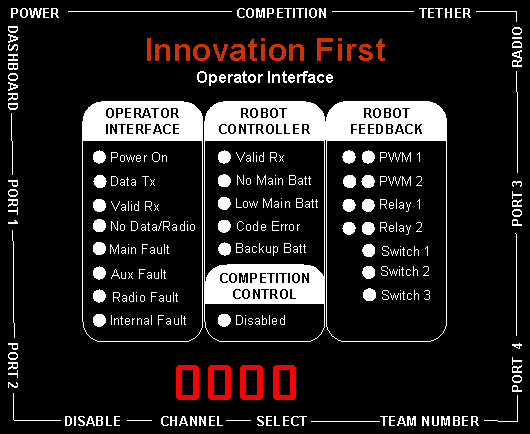 POWER COMPETITION TETHER
DASHBOARD
PORT 1
PORT 2
RADIO
PORT 3
PORT 4
Innovation First
Operator Interface
OPERATOR
INTERFACE
Power On
Data Tx
Valid Rx
No Data/Radio
Main Fault
Aux Fault
Radio Fault
Internal Fault
ROBOT
CONTROLLER
Valid Rx
No Main Batt
Low Main Batt
Code Error
Backup Batt
COMPETITION
CONTROL
Disabled
ROBOT
FEEDBACK
PWM 1
PWM 2
Relay 1
Relay 2
Switch 1
Switch 2
Switch 3
0000
DISABLE CHANNEL SELECT TEAM NUMBER